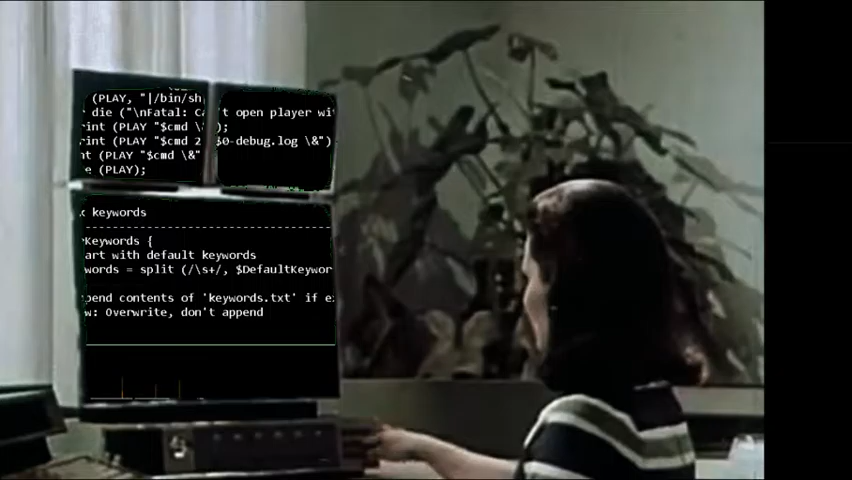 (PLAY, "|/bin/sh
die ("\nFatal: Ca't open player wi
rint (PLAY "$cmd \ );
rint (PLAY "$cmd 2 $0-debug.log \&")
nt (PLAY "$cmd \&"
e (PLAY);
keywords
Keywords {
art with default keywords
words = split (/\s+/, $DefaultKeywor
pend contents of 'keywords.txt' if e
w: Overwrite, don't append